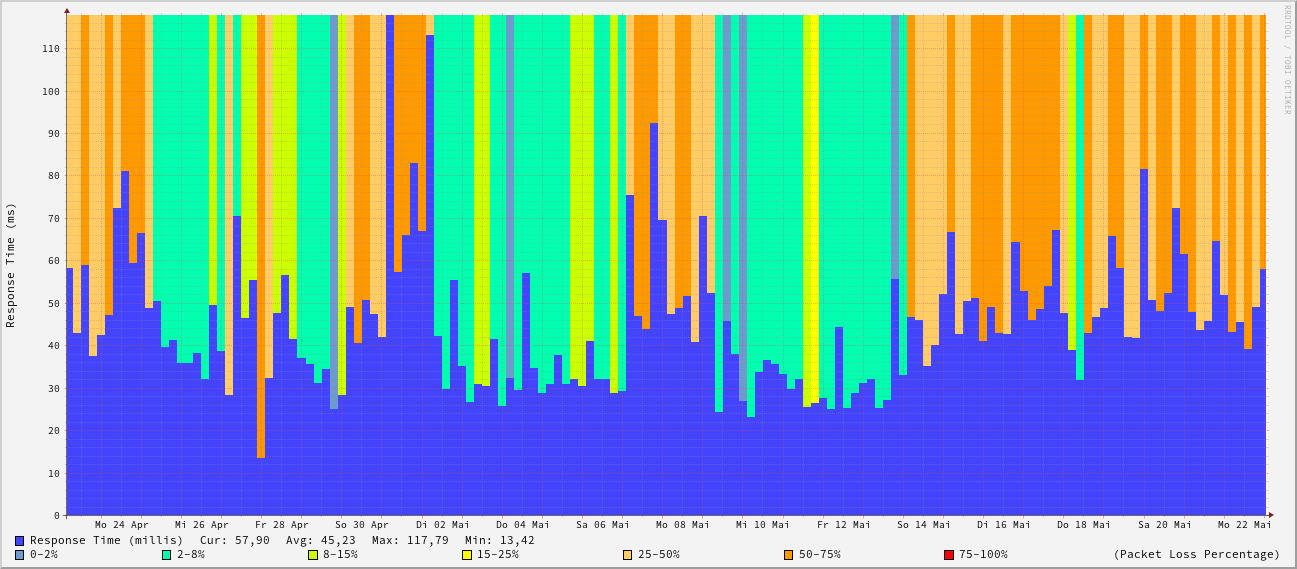 RRDTOOL / TOBI OETIKER
Response Time (ms)
110
100
90
80
70
60
50
40
30
20
10
0
Mo 24 Apr Mi 26 Apr Fr 28 Apr So 30 Apr Di 02 Mai Do 04 Mai Sa 06 Mai Mo 08 Mai Mi 10 Mai Fr 12 Mai So 14 Mai Di 16 Mai Do 18 Mai Sa 20 Mai Mo 22 Mai
Response Time (millis) Cur: 57,90 Avg: 45,23 Max: 117,79 Min: 13,42
0-2% 2-8% 8-15% 15-25% 25-50% 50-75% 75-100% (Packet Loss Percentage)